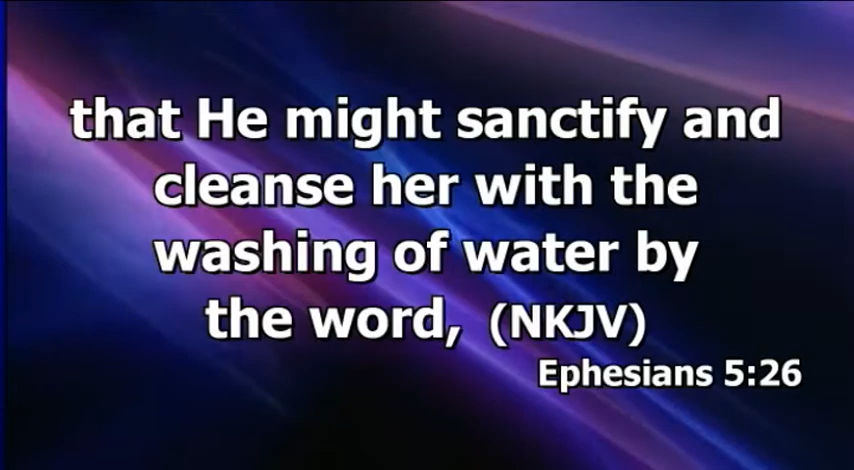 that He might sanctify and
cleanse her with the
washing of water by
the word, (NKJV)
Ephesians 5:26